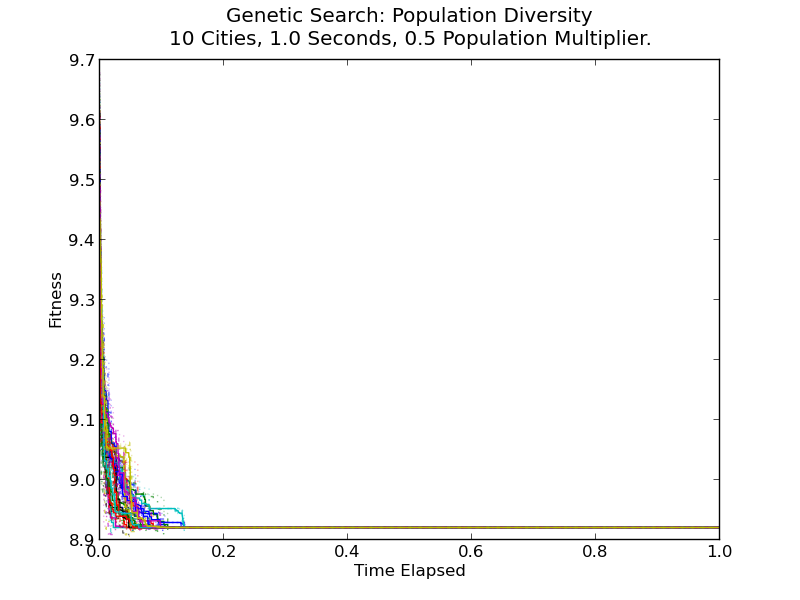 Genetic Search: Population Diversity
10 Cities, 1.0 Seconds, 0.5 Population Multiplier.
9.7
9.6
9.5
9.4
9.3
9.2
9.1
9.0
8.9
Fitness
0.0 0.2 0.4 0.6 0.8 1.0
Time Elapsed